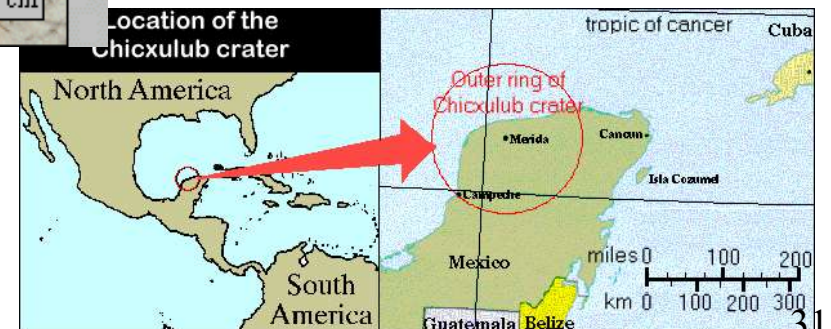 cm
Location of the
Chicxulub crater
North America
South
America
tropic of cancer
Cuba
Outer ring of
Chicxulub crater
Merida
Cancun
Isla Cozumel
Campeche
Mexico
miles 0 100 200
km 0 100 200 300
Guatemala Belize
31